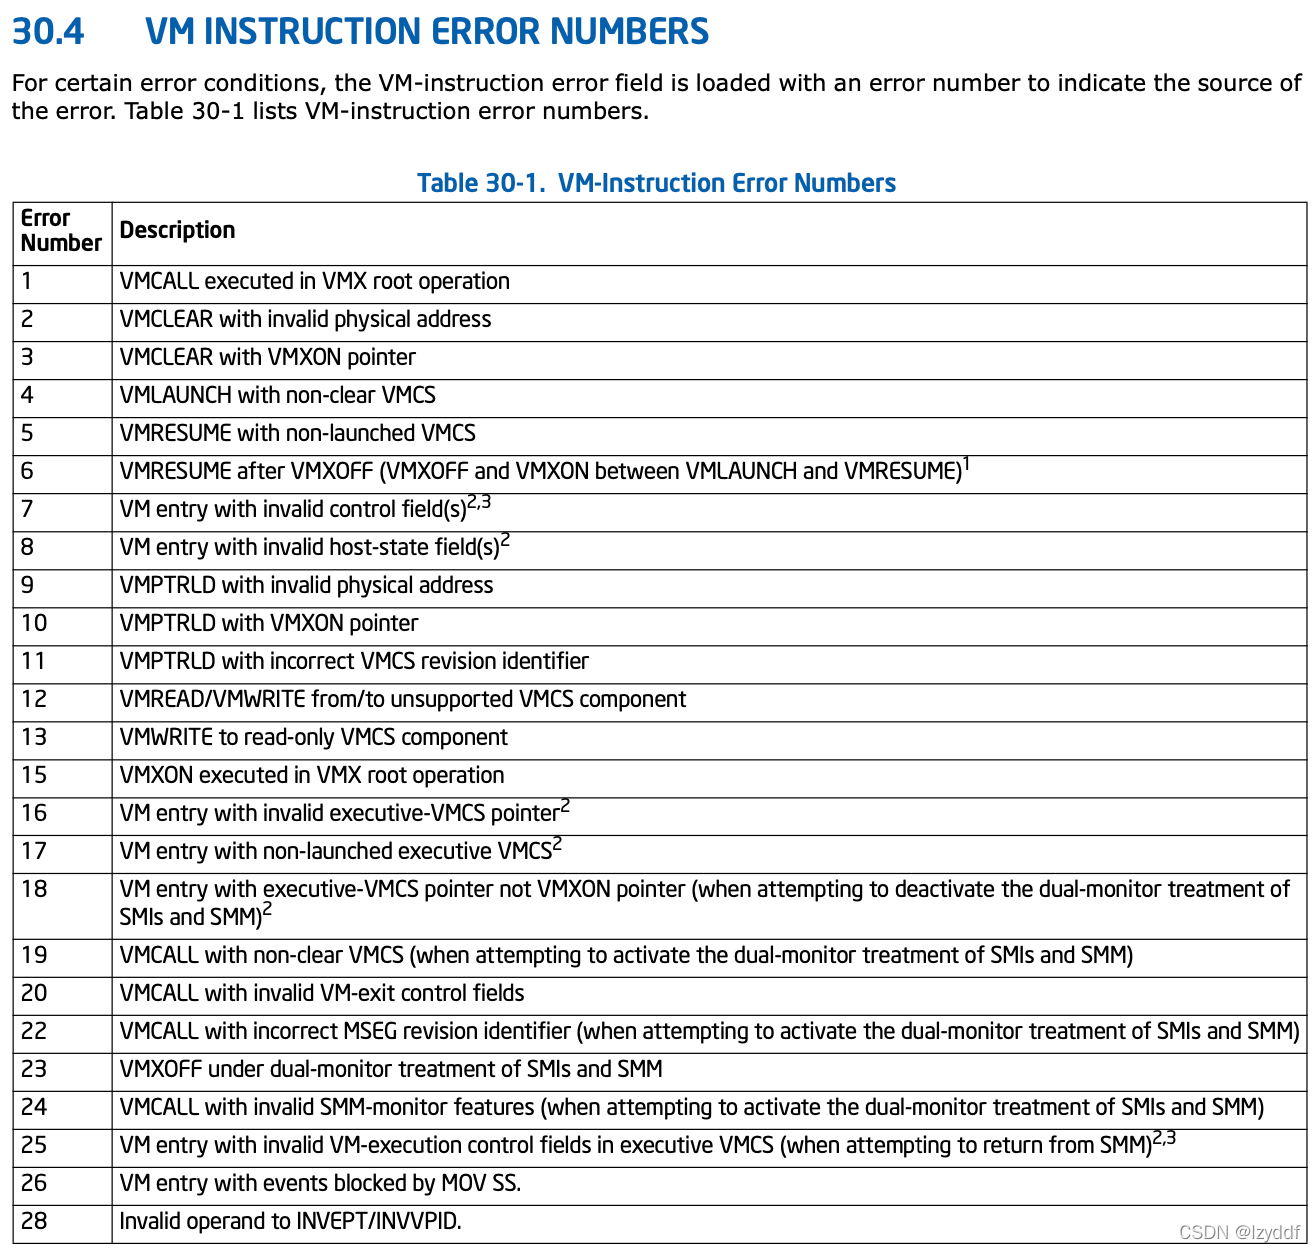 30.4 VM INSTRUCTION ERROR NUMBERS
For certain error conditions, the VM-instruction error field is loaded with an error number to indicate the source of
the error. Table 30-1 lists VM-instruction error numbers.
Table 30-1. VM-Instruction Error Numbers
Error
Number Description
1 VMCALL executed in VMX root operation
2 VMCLEAR with invalid physical address
3 VMCLEAR with VMXON pointer
4 VMLAUNCH with non-clear VMCS
5 VMRESUME with non-launched VMCS
6 VMRESUME after VMXOFF (VMXOFF and VMXON between VMLAUNCH and VMRESUME)1
7 VM entry with invalid control field(s)2,3
8 VM entry with invalid host-state field(s)2
9 VMPTRLD with invalid physical address
10 VMPTRLD with VMXON pointer
11 VMPTRLD with incorrect VMCS revision identifier
12 VMREAD/VMWRITE from/to unsupported VMCS component
13 VMWRITE to read-only VMCS component
15 VMXON executed in VMX root operation
16 VM entry with invalid executive-VMCS pointer2
17 VM entry with non-launched executive VMCS2
18 VM entry with executive-VMCS pointer not VMXON pointer (when attempting to deactivate the dual-monitor treatment of
SMIs and SMM)2
19 VMCALL with non-clear VMCS (when attempting to activate the dual-monitor treatment of SMIs and SMM)
20 VMCALL with invalid VM-exit control fields
22 VMCALL with incorrect MSEG revision identifier (when attempting to activate the dual-monitor treatment of SMIs and SMM)
23 VMXOFF under dual-monitor treatment of SMIs and SMM
24 VMCALL with invalid SMM-monitor features (when attempting to activate the dual-monitor treatment of SMIs and SMM)
25 VM entry with invalid VM-execution control fields in executive VMCS (when attempting to return from SMM)2,3
26 VM entry with events blocked by MOV SS.
28 Invalid operand to INVEPT/INVVPID.
CSDN @lzyddf